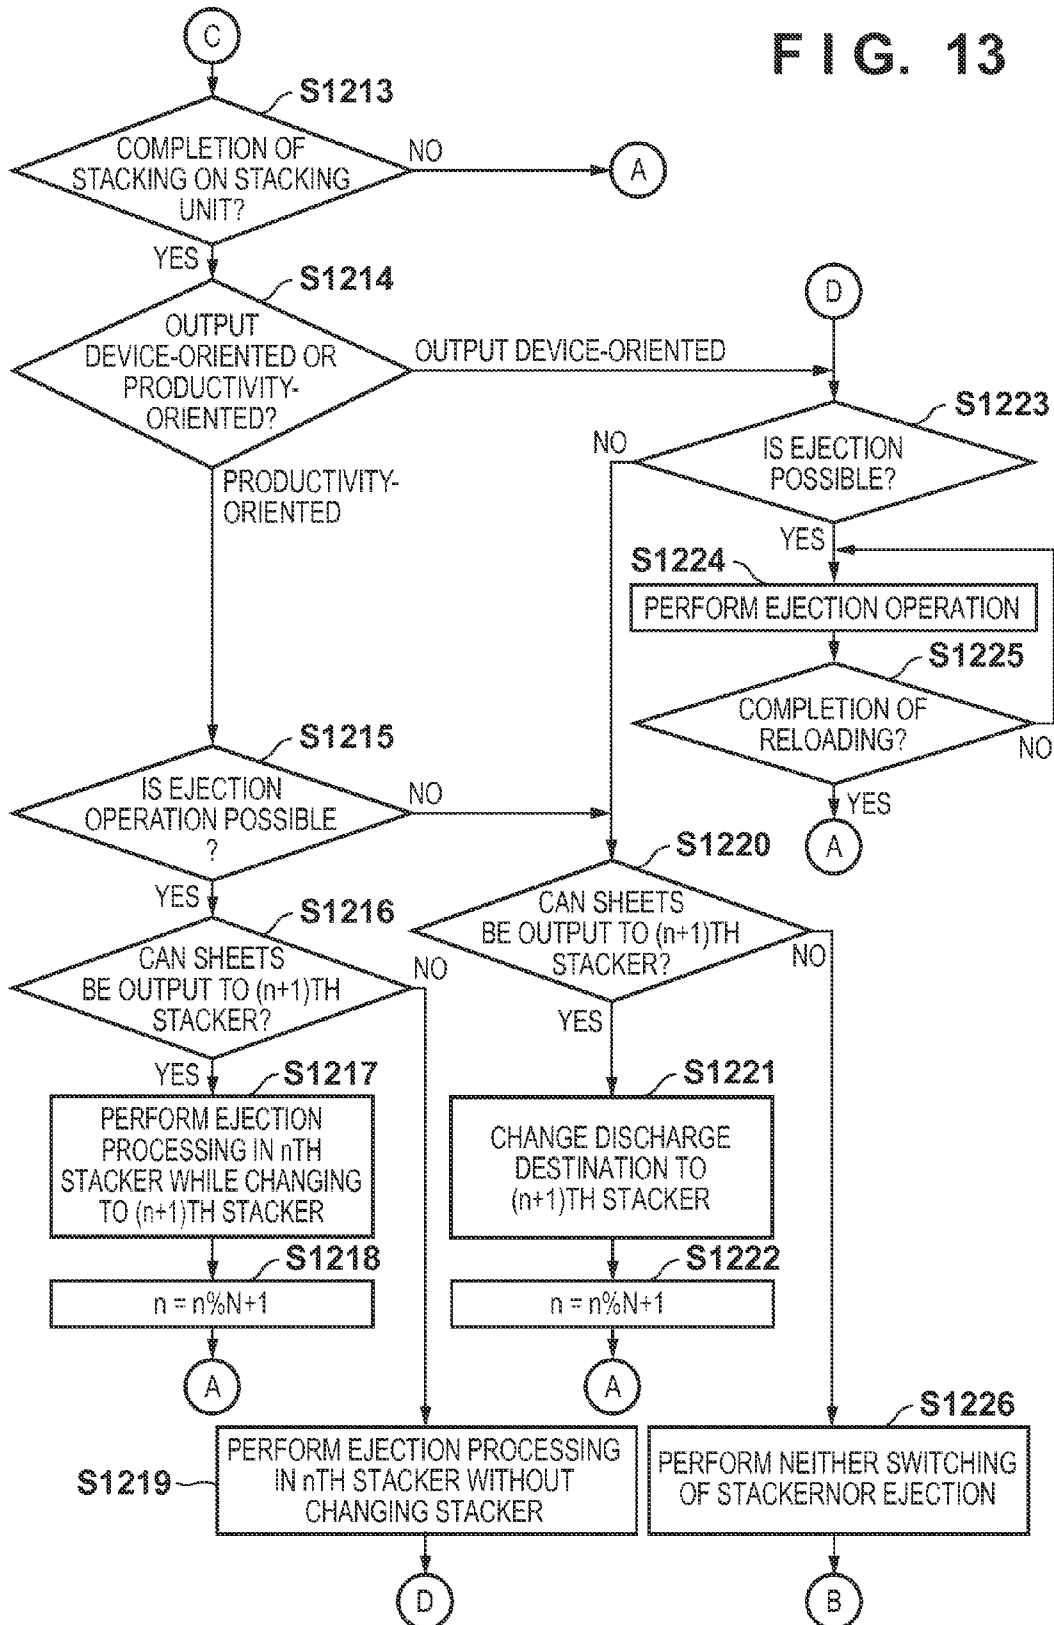 FIG. 13
C
S1213
COMPLETION OF
STACKING ON STACKING
UNIT?
NO
A
YES
S1214
OUTPUT
DEVICE-ORIENTED OR
PRODUCTIVITY-
ORIENTED?
OUTPUT DEVICE-ORIENTED
PRODUCTIVITY-
ORIENTED
D
S1223
NO
IS EJECTION
POSSIBLE?
YES
S1224
PERFORM EJECTION OPERATION
S1225
COMPLETION OF
RELOADING?
NO
YES
A
S1215
IS EJECTION
OPERATION POSSIBLE
?
NO
YES
S1216
CAN SHEETS
BE OUTPUT TO (n+1)TH
STACKER?
NO
YES
S1217
PERFORM EJECTION
PROCESSING IN nTH
STACKER WHILE CHANGING
TO (n+1)TH STACKER
S1218
n = n%N+1
A
S1220
CAN SHEETS
BE OUTPUT TO (n+1)TH
STACKER?
NO
YES
S1221
CHANGE DISCHARGE
DESTINATION TO
(n+1)TH STACKER
S1222
n = n%N+1
A
S1219
PERFORM EJECTION PROCESSING
IN nTH STACKER WITHOUT
CHANGING STACKER
D
S1226
PERFORM NEITHER SWITCHING
OF STACKERNOR EJECTION
B